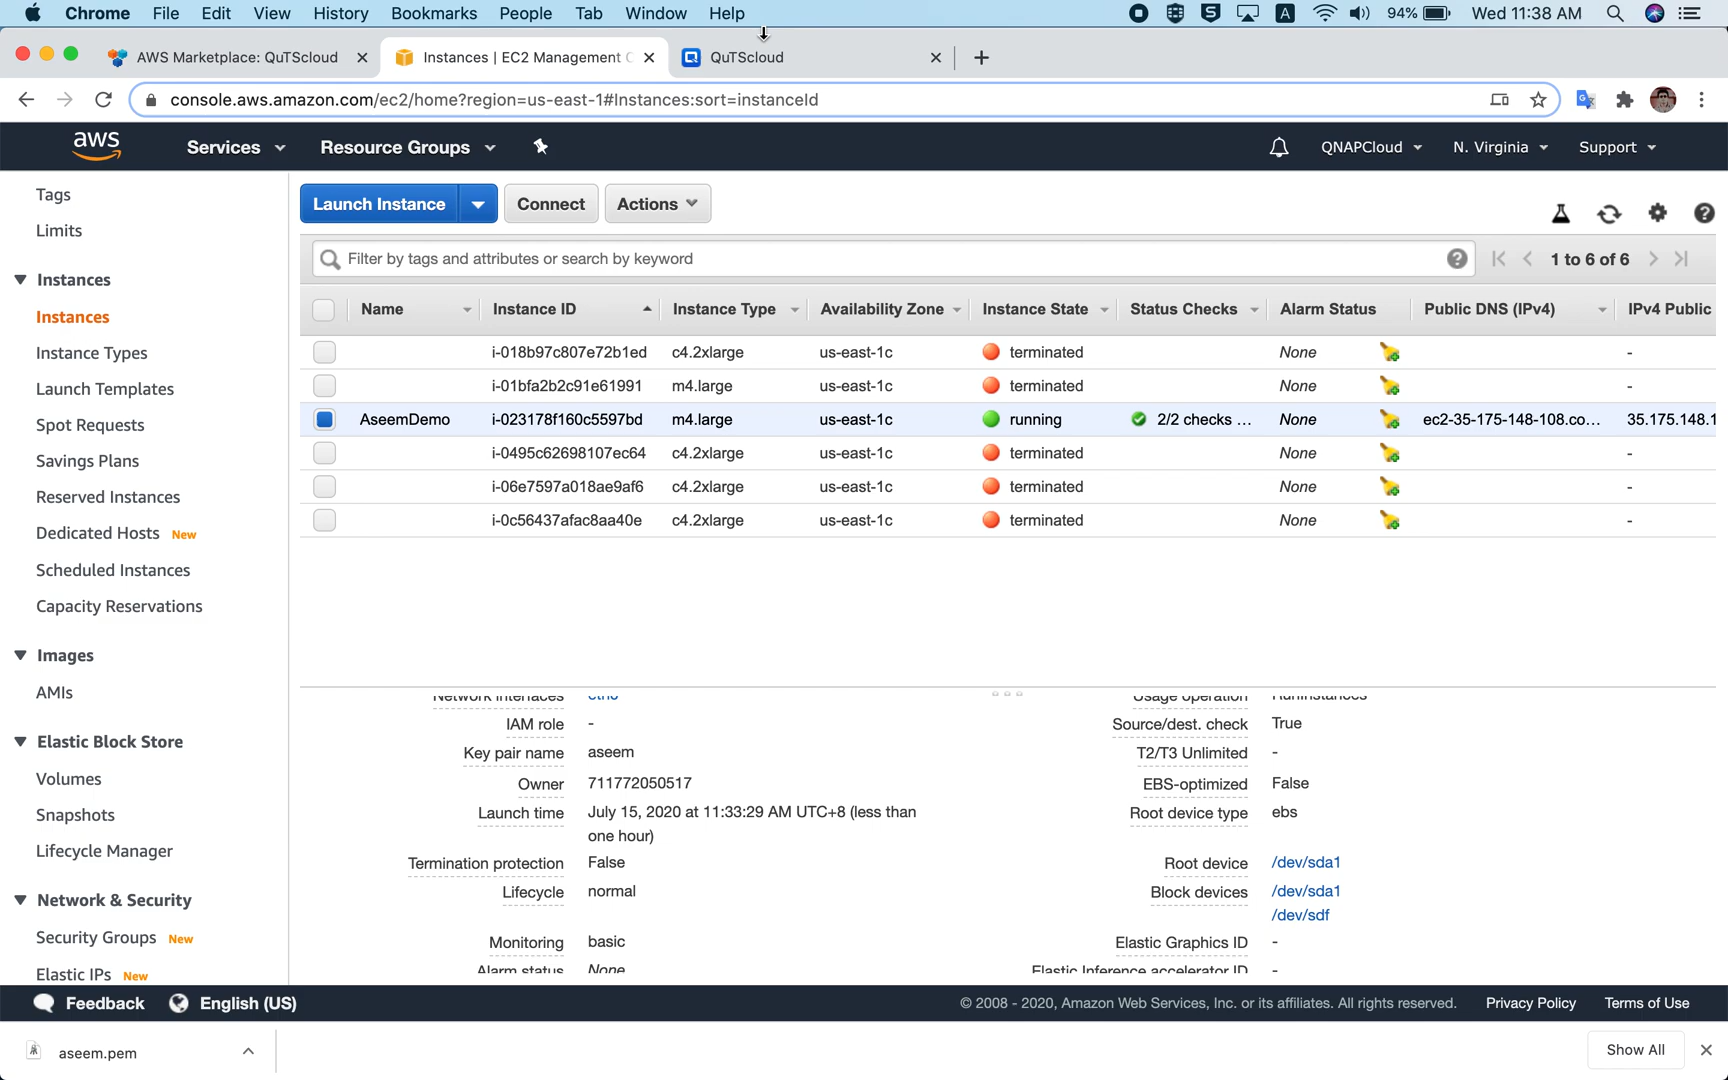 Chrome File Edit View History Bookmarks People Tab Window Help
94% Wed 11:38 AM
AWS Marketplace: QuTScloud
Instances | EC2 Management C
QuTScloud
console.aws.amazon.com/ec2/home?region=us-east-1#Instances:sort=instanceId
aws Services Resource Groups QNAPCloud N. Virginia Support
Tags
Limits
Instances
Instances
Instance Types
Launch Templates
Spot Requests
Savings Plans
Reserved Instances
Dedicated Hosts New
Scheduled Instances
Capacity Reservations
Images
AMIs
Elastic Block Store
Volumes
Snapshots
Lifecycle Manager
Network & Security
Security Groups New
Elastic IPs New
Launch Instance Connect Actions
Filter by tags and attributes or search by keyword
1 to 6 of 6
Name Instance ID Instance Type Availability Zone Instance State Status Checks Alarm Status Public DNS (IPv4) IPv4 Public
i-018b97c807e72b1ed c4.2xlarge us-east-1c terminated None -
i-01bfa2b2c91e61991 m4.large us-east-1c terminated None -
AseemDemo i-023178f160c5597bd m4.large us-east-1c running 2/2 checks ... None ec2-35-175-148-108.co... 35.175.148.1
i-0495c62698107ec64 c4.2xlarge us-east-1c terminated None -
i-06e7597a018ae9af6 c4.2xlarge us-east-1c terminated None -
i-0c56437afac8aa40e c4.2xlarge us-east-1c terminated None -
Network interfaces eth0 Usage operation RunInstances
IAM role - Source/dest. check True
Key pair name aseem T2/T3 Unlimited -
Owner 711772050517 EBS-optimized False
Launch time July 15, 2020 at 11:33:29 AM UTC+8 (less than Root device type ebs
one hour)
Termination protection False Root device /dev/sda1
Lifecycle normal Block devices /dev/sda1
/dev/sdf
Monitoring basic Elastic Graphics ID -
Alarm status None Elastic Inference accelerator ID -
Feedback English (US)
© 2008 - 2020, Amazon Web Services, Inc. or its affiliates. All rights reserved. Privacy Policy Terms of Use
aseem.pem
Show All